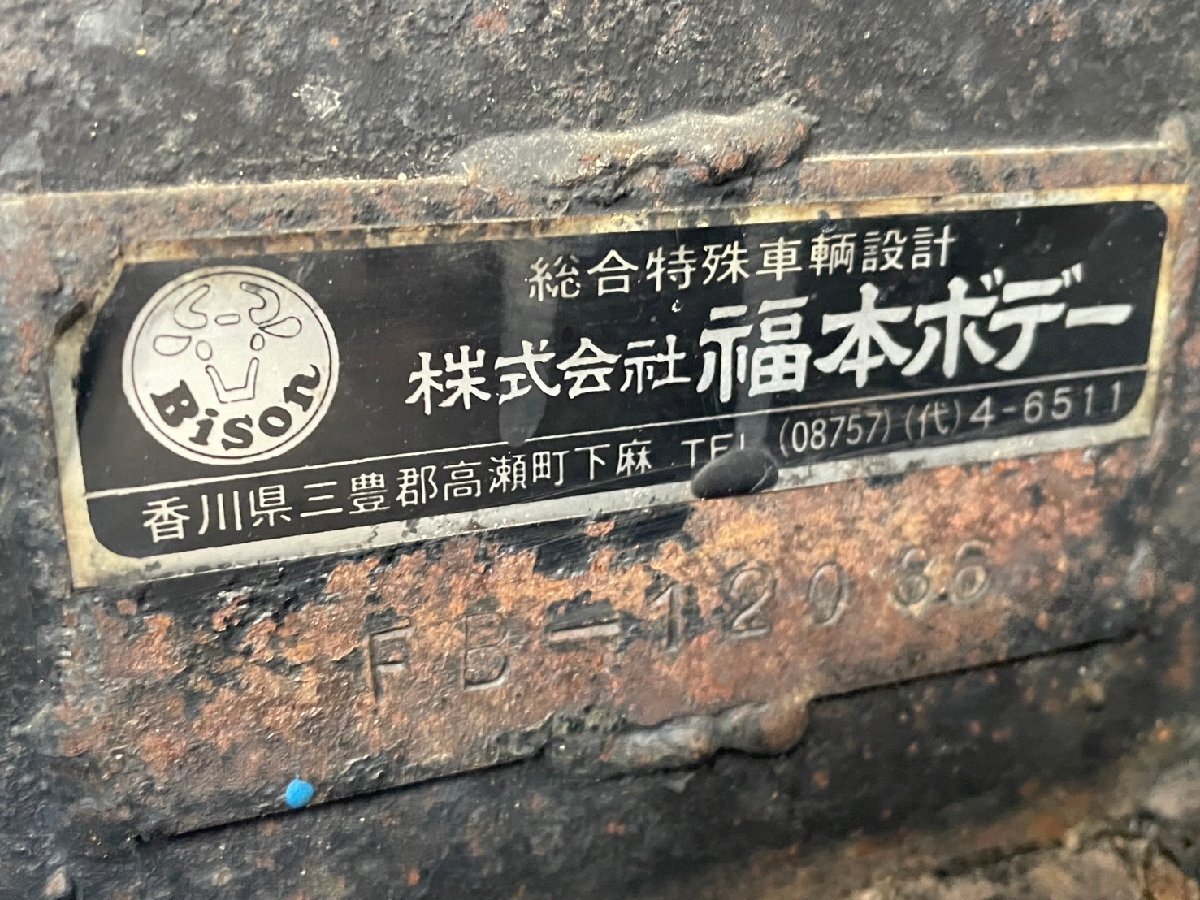 総合特殊車輌設計
Bison
株式会社 福本ボデー
香川県三豊郡高瀬町下麻 TEL (08757)(代)4-6511
FB-12036